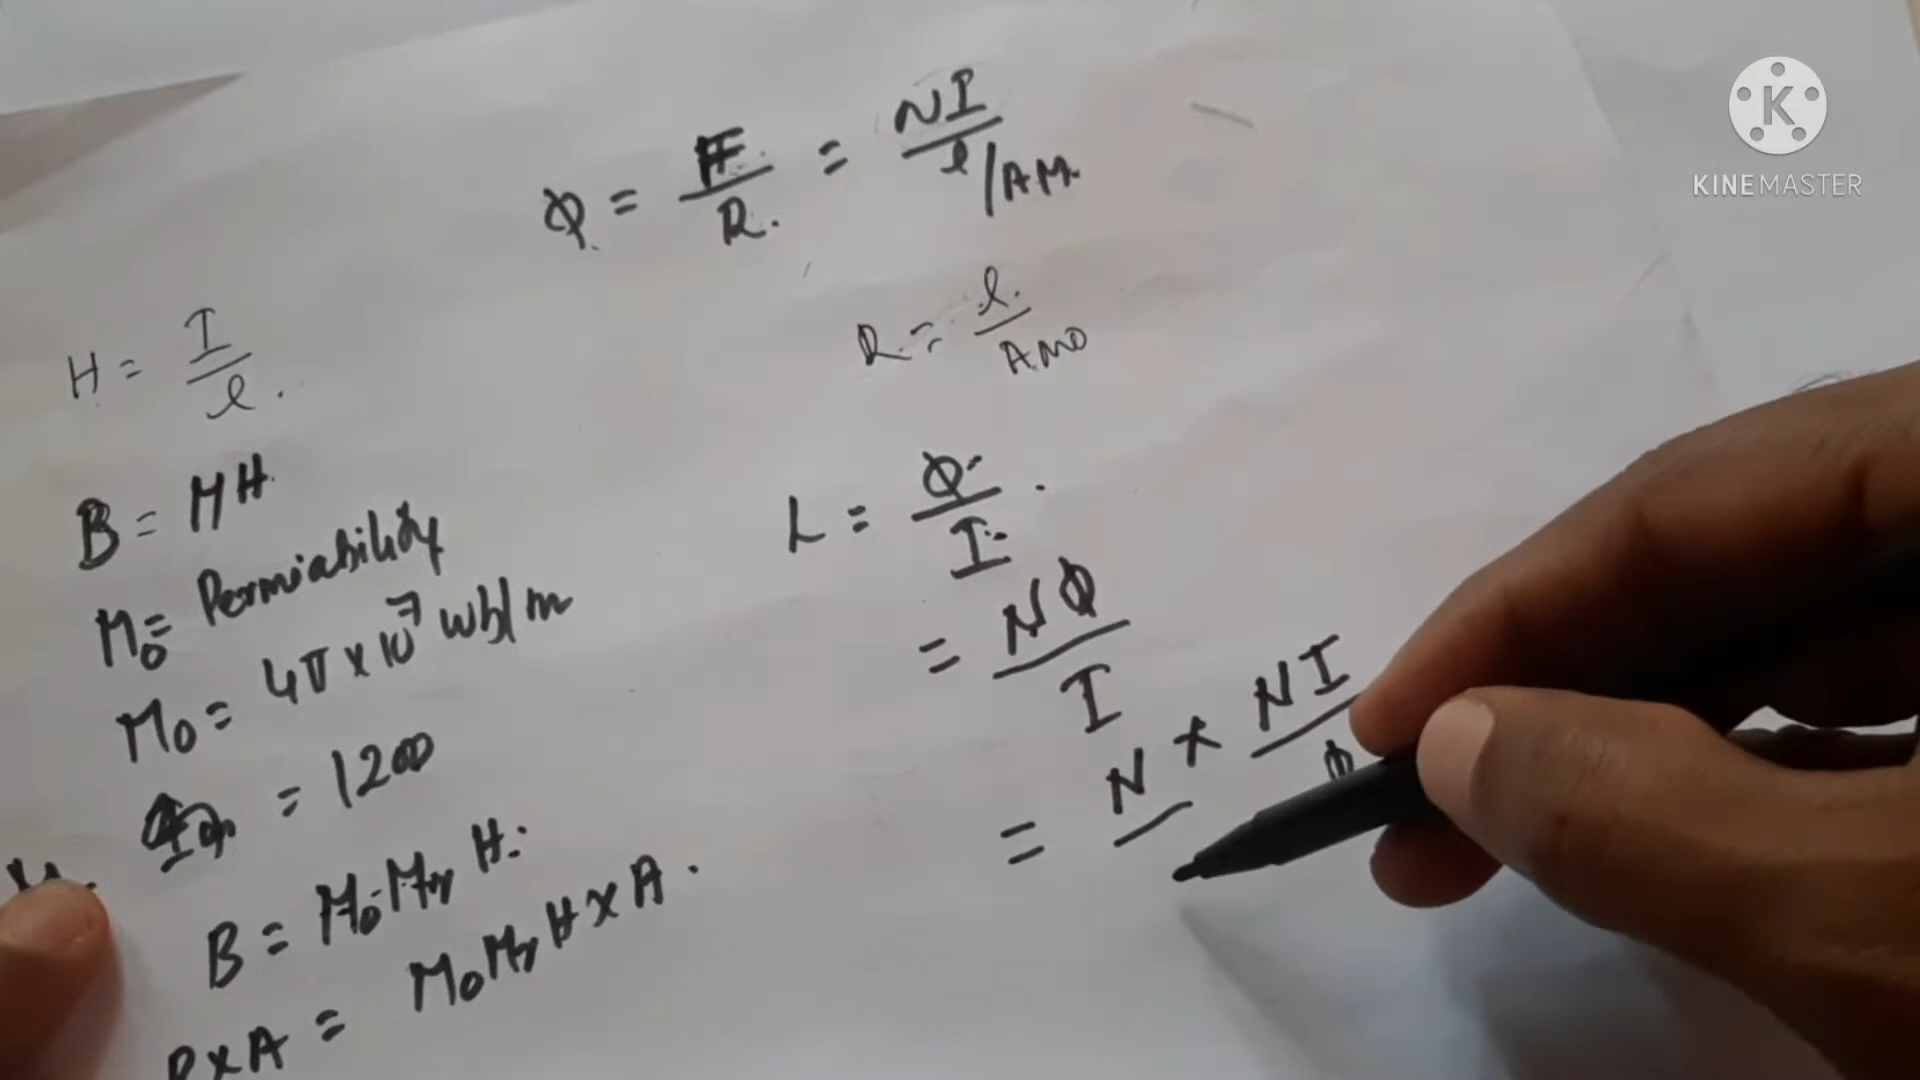 KINEMASTER
Φ = F/R. = NI/l/AM.
H = I/l.
R = l/AM0
B = MH.
M0 = Permiability
M0 = 4π x 10^7 wb/m
= 1200
B = M0 Mr H.
BxA = M0 Mr H x A.
L = Φ/I.
= NΦ/I
= N x NI/Φ